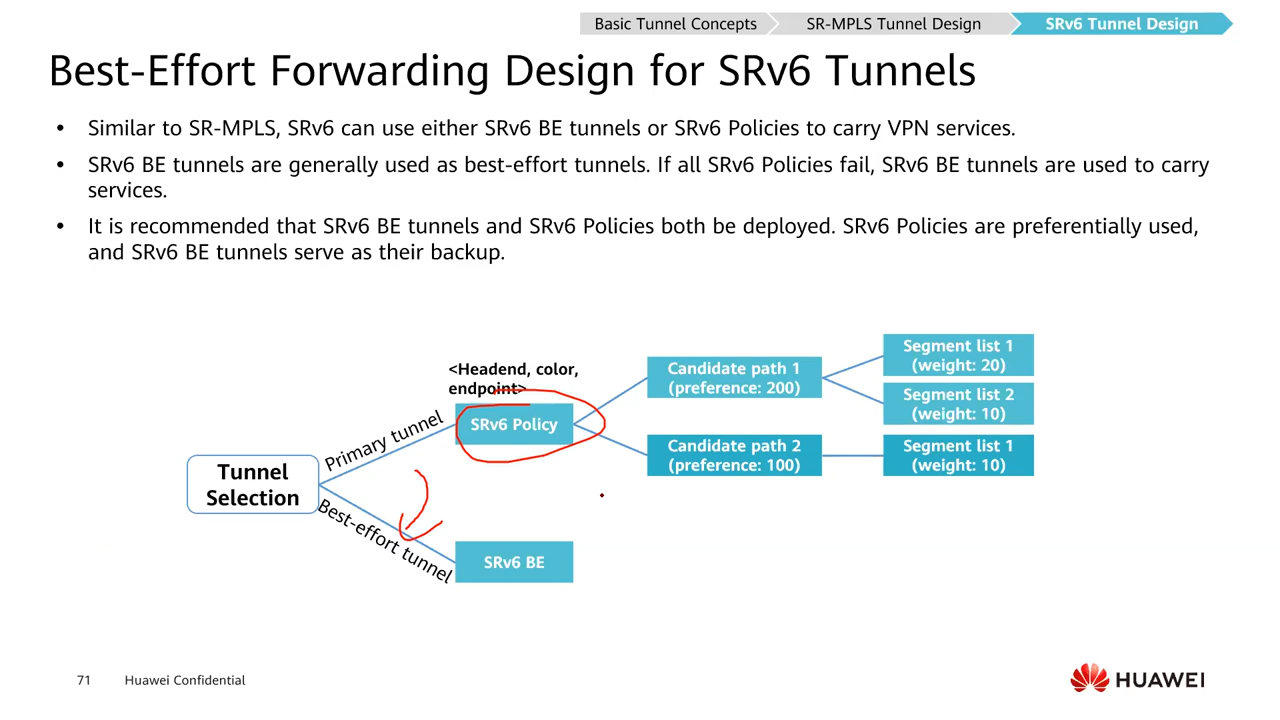 Basic Tunnel Concepts
SR-MPLS Tunnel Design
SRv6 Tunnel Design
Best-Effort Forwarding Design for SRv6 Tunnels
• Similar to SR-MPLS, SRv6 can use either SRv6 BE tunnels or SRv6 Policies to carry VPN services.
• SRv6 BE tunnels are generally used as best-effort tunnels. If all SRv6 Policies fail, SRv6 BE tunnels are used to carry
services.
• It is recommended that SRv6 BE tunnels and SRv6 Policies both be deployed. SRv6 Policies are preferentially used,
and SRv6 BE tunnels serve as their backup.
Tunnel
Selection
Primary tunnel
Best-effort tunnel
<Headend, color,
endpoint>
SRv6 Policy
SRv6 BE
Candidate path 1
(preference: 200)
Candidate path 2
(preference: 100)
Segment list 1
(weight: 20)
Segment list 2
(weight: 10)
Segment list 1
(weight: 10)
71
Huawei Confidential
HUAWEI